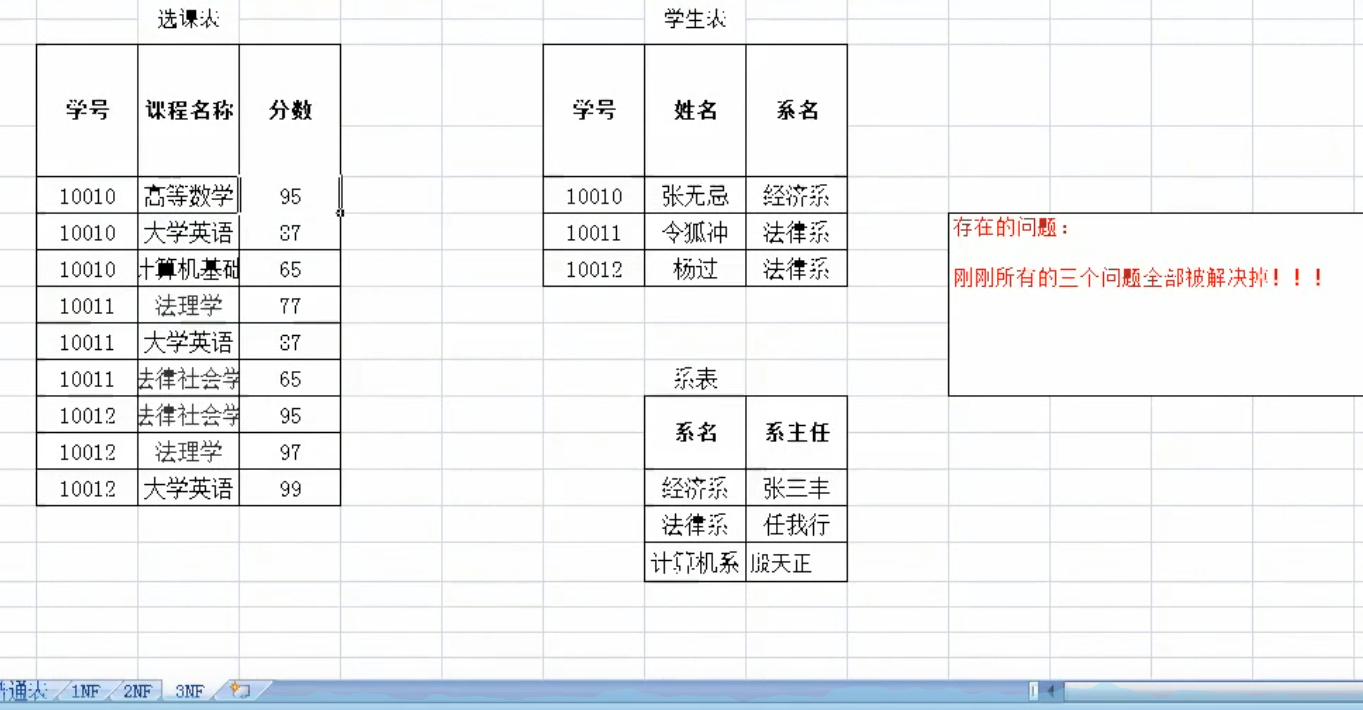 选课表
学号 课程名称 分数
10010 高等数学 95
10010 大学英语 87
10010 计算机基础 65
10011 法理学 77
10011 大学英语 87
10011 法律社会学 65
10012 法律社会学 95
10012 法理学 97
10012 大学英语 99
学生表
学号 姓名 系名
10010 张无忌 经济系
10011 令狐冲 法律系
10012 杨过 法律系
系表
系名 系主任
经济系 张三丰
法律系 任我行
计算机系 殷天正
存在的问题：
刚刚所有的三个问题全部被解决掉！！！
普通表 1NF 2NF 3NF